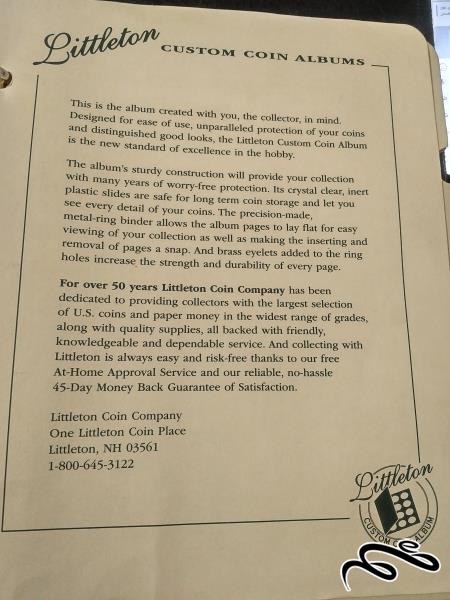 Littleton CUSTOM COIN ALBUMS
This is the album created with you, the collector, in mind.
Designed for ease of use, unparalleled protection of your coins
and distinguished good looks, the Littleton Custom Coin Album
is the new standard of excellence in the hobby.
The album's sturdy construction will provide your collection
with many years of worry-free protection. Its crystal clear, inert
plastic slides are safe for long term coin storage and let you
see every detail of your coins. The precision-made,
metal-ring binder allows the album pages to lay flat for easy
viewing of your collection as well as making the inserting and
removal of pages a snap. And brass eyelets added to the ring
holes increase the strength and durability of every page.
For over 50 years Littleton Coin Company has been
dedicated to providing collectors with the largest selection
of U.S. coins and paper money in the widest range of grades,
along with quality supplies, all backed with friendly,
knowledgeable and dependable service. And collecting with
Littleton is always easy and risk-free thanks to our free
At-Home Approval Service and our reliable, no-hassle
45-Day Money Back Guarantee of Satisfaction.
Littleton Coin Company
One Littleton Coin Place
Littleton, NH 03561
1-800-645-3122
Littleton
CUSTOM ALBUM